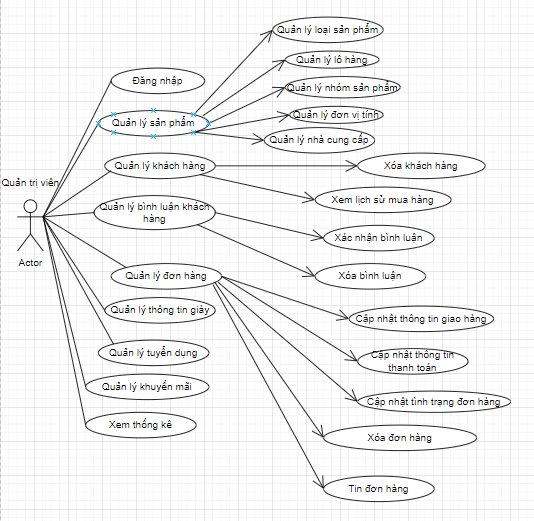 Quản lý loại sản phẩm
Quản lý lô hàng
Đăng nhập
Quản lý nhóm sản phẩm
Quản lý đơn vị tính
Quản lý sản phẩm
Quản lý nhà cung cấp
Quản lý khách hàng
Xóa khách hàng
Quản trị viên
Xem lịch sử mua hàng
Quản lý bình luận khách
hàng
Xác nhận bình luận
Actor
Quản lý đơn hàng
Xóa bình luận
Quản lý thông tin giày
Cập nhật thông tin giao hàng
Quản lý tuyển dụng
Cập nhật thông tin
thanh toán
Quản lý khuyến mãi
Cập nhật tình trạng đơn hàng
Xem thống kê
Xóa đơn hàng
Tin đơn hàng